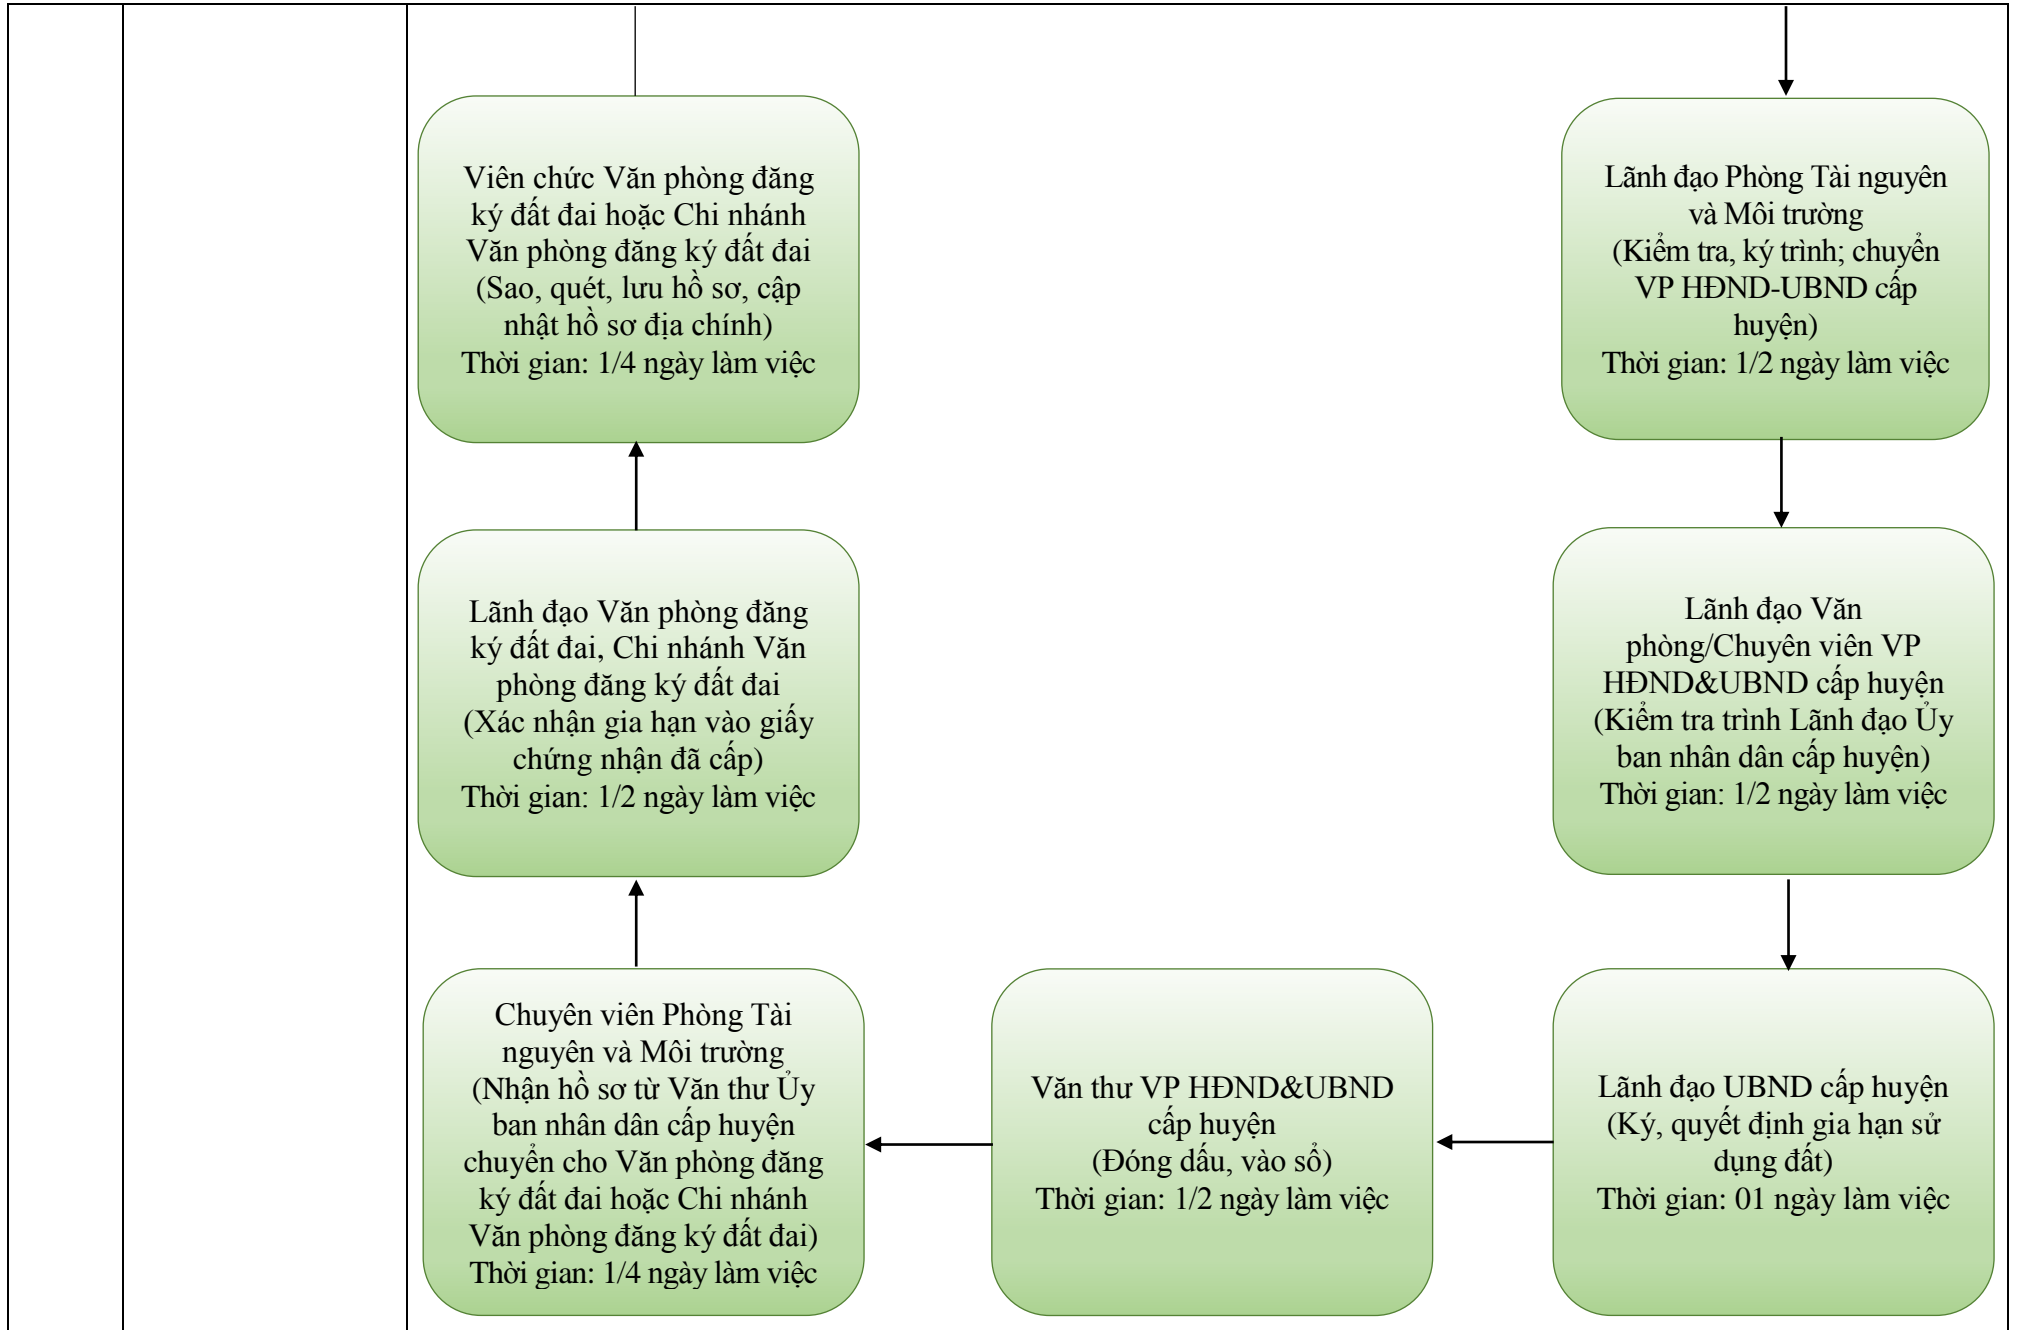 Viên chức Văn phòng đăng
ký đất đai hoặc Chi nhánh
Văn phòng đăng ký đất đai
(Sao, quét, lưu hồ sơ, cập
nhật hồ sơ địa chính)
Thời gian: 1/4 ngày làm việc
Lãnh đạo Phòng Tài nguyên
và Môi trường
(Kiểm tra, ký trình; chuyển
VP HĐND-UBND cấp
huyện)
Thời gian: 1/2 ngày làm việc
Lãnh đạo Văn phòng đăng
ký đất đai, Chi nhánh Văn
phòng đăng ký đất đai
(Xác nhận gia hạn vào giấy
chứng nhận đã cấp)
Thời gian: 1/2 ngày làm việc
Lãnh đạo Văn
phòng/Chuyên viên VP
HĐND&UBND cấp huyện
(Kiểm tra trình Lãnh đạo Ủy
ban nhân dân cấp huyện)
Thời gian: 1/2 ngày làm việc
Chuyên viên Phòng Tài
nguyên và Môi trường
(Nhận hồ sơ từ Văn thư Ủy
ban nhân dân cấp huyện
chuyển cho Văn phòng đăng
ký đất đai hoặc Chi nhánh
Văn phòng đăng ký đất đai)
Thời gian: 1/4 ngày làm việc
Văn thư VP HĐND&UBND
cấp huyện
(Đóng dấu, vào sổ)
Thời gian: 1/2 ngày làm việc
Lãnh đạo UBND cấp huyện
(Ký, quyết định gia hạn sử
dụng đất)
Thời gian: 01 ngày làm việc